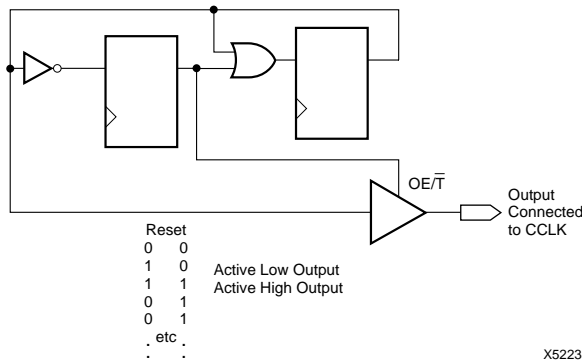 OE/T̅
Output
Connected
to CCLK
Reset
0 0
1 0
1 1
0 1
0 1
. etc .
. .
Active Low Output
Active High Output
X5223